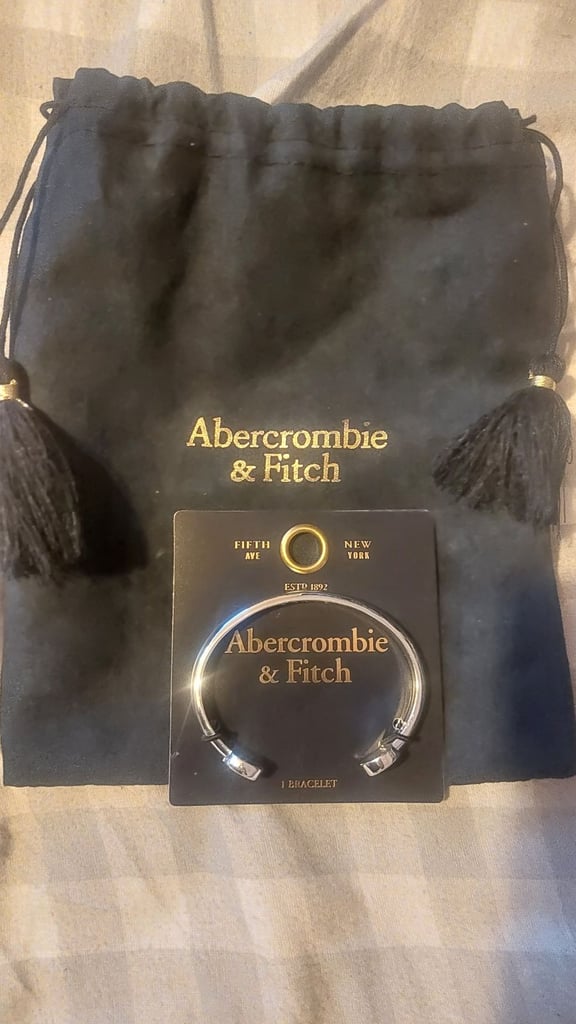 Abercrombie
& Fitch
FIFTH AVE
NEW YORK
ESTD 1892
Abercrombie
& Fitch
1 BRACELET